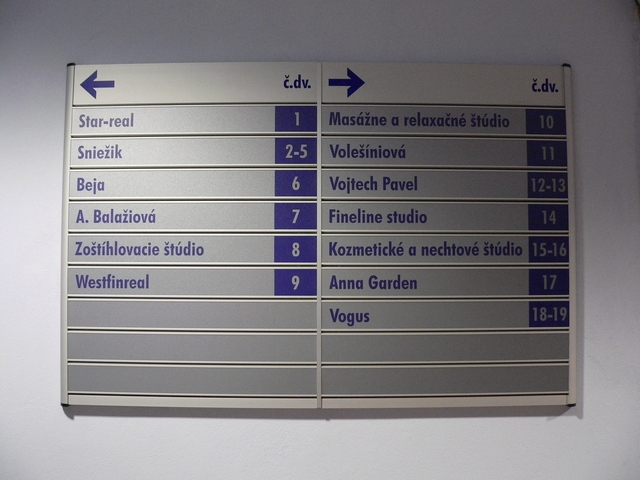 č.dv.
Star-real 1
Sniežik 2-5
Beja 6
A. Balažiová 7
Zoštíhlovacie štúdio 8
Westfinreal 9
č.dv.
Masážne a relaxačné štúdio 10
Volešíniová 11
Vojtech Pavel 12-13
Fineline studio 14
Kozmetické a nechtové štúdio 15-16
Anna Garden 17
Vogus 18-19